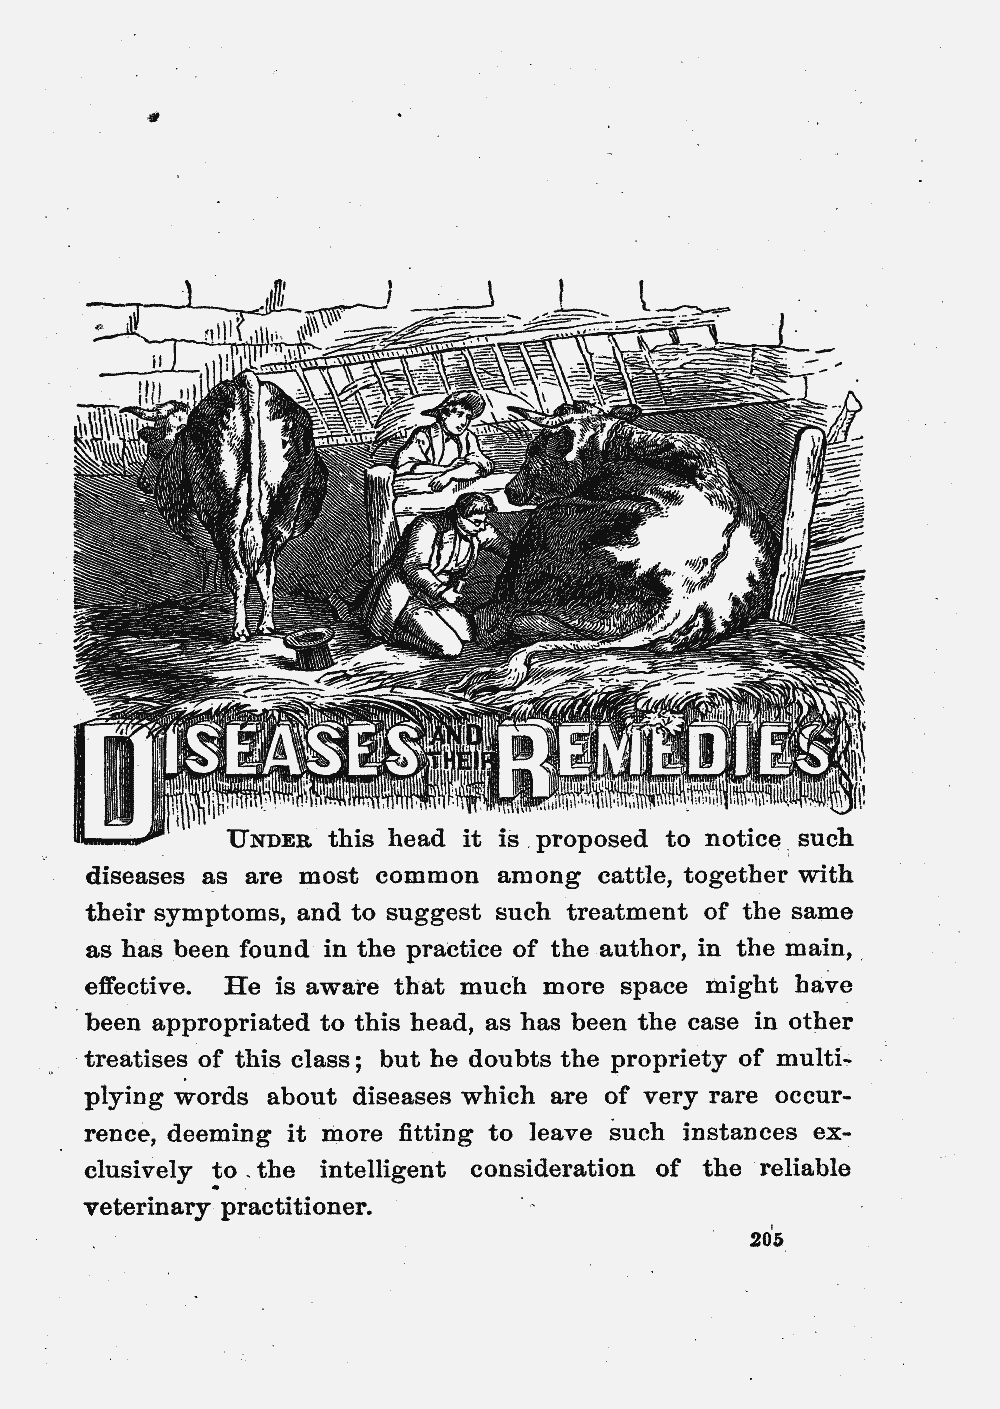 DISEASES AND THEIR REMEDIES
UNDER this head it is proposed to notice such
diseases as are most common among cattle, together with
their symptoms, and to suggest such treatment of the same
as has been found in the practice of the author, in the main,
effective. He is aware that much more space might have
been appropriated to this head, as has been the case in other
treatises of this class; but he doubts the propriety of multi-
plying words about diseases which are of very rare occur-
rence, deeming it more fitting to leave such instances ex-
clusively to the intelligent consideration of the reliable
veterinary practitioner.
205